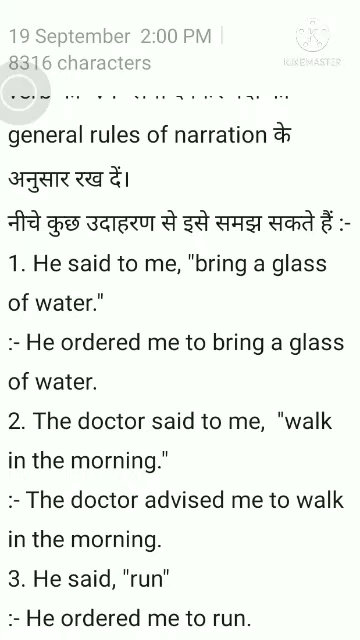 19 September 2:00 PM |
8316 characters
KINEMASTER
general rules of narration के
अनुसार रख दें।
नीचे कुछ उदाहरण से इसे समझ सकते हैं :-
1. He said to me, "bring a glass
of water."
:- He ordered me to bring a glass
of water.
2. The doctor said to me,  "walk
in the morning."
:- The doctor advised me to walk
in the morning.
3. He said, "run"
:- He ordered me to run.